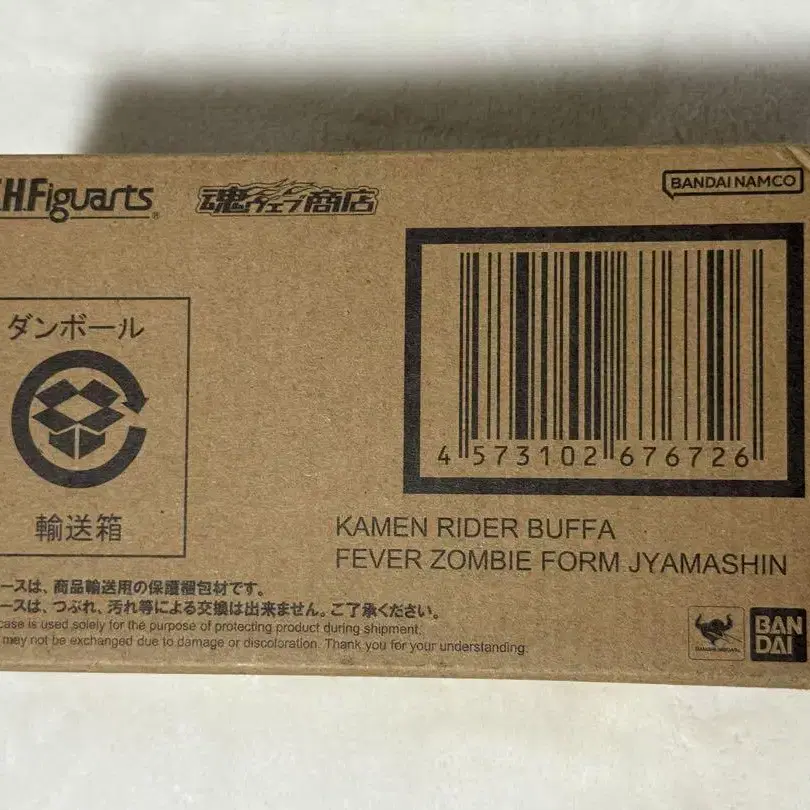 .H.Figuarts
魂ウェブ商店
BANDAI NAMCO
ダンボール
輸送箱
4 573102 676726
KAMEN RIDER BUFFA
FEVER ZOMBIE FORM JYAMASHIN
ースは、商品輸送用の保護梱包材です。
ースは、つぶれ、汚れ等による交換は出来ません。ご了承ください。
case is used solely for the purpose of protecting product during shipment.
may not be exchanged due to damage or discoloration. Thank you for your understanding.
BAN
DAI